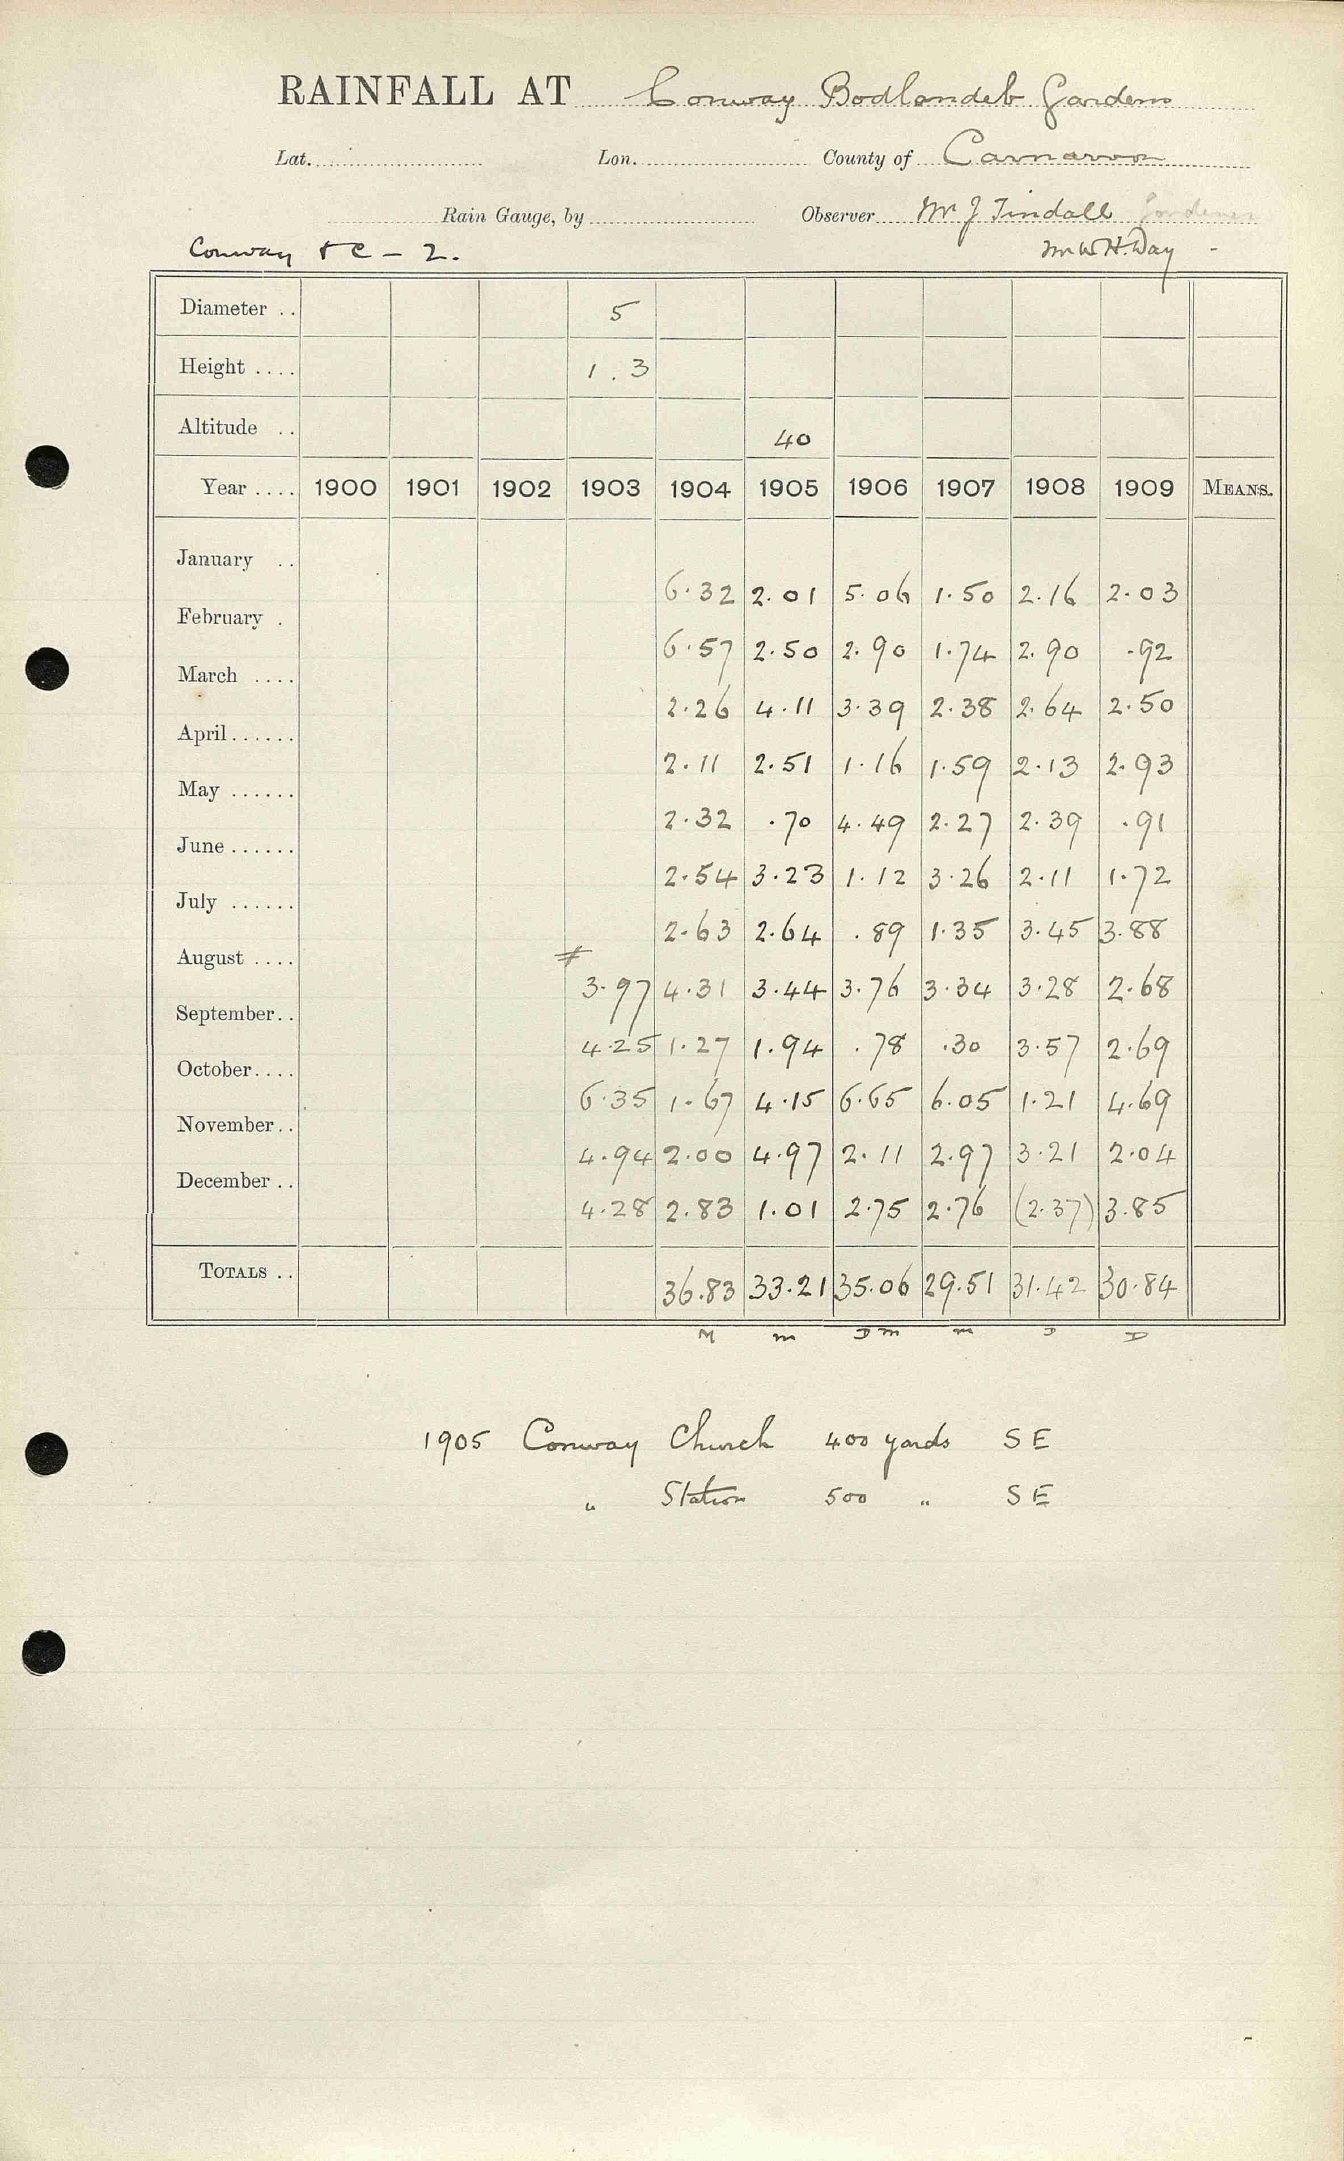 RAINFALL AT Conway Bodlondeb Gardens
Lat. Lon. County of Carnarvon
Rain Gauge, by Observer Mr J Tindall Gardener
Conway & C - 2. Mr W H. Day -
Diameter .. 5
Height .... 1.3
Altitude .. 40
Year .... 1900 1901 1902 1903 1904 1905 1906 1907 1908 1909 MEANS.
January .. 6.32 2.01 5.06 1.50 2.16 2.03
February . 6.57 2.50 2.90 1.74 2.90 .92
March .... 2.26 4.11 3.39 2.38 2.64 2.50
April ...... 2.11 2.51 1.16 1.59 2.13 2.93
May ...... 2.32 .70 4.49 2.27 2.39 .91
June ...... 2.54 3.23 1.12 3.26 2.11 1.72
July ...... 2.63 2.64 .89 1.35 3.45 3.88
August .... 3.97 4.31 3.44 3.76 3.34 3.28 2.68
September .. 4.25 1.27 1.94 .78 .30 3.57 2.69
October .... 6.35 1.67 4.15 6.65 6.05 1.21 4.69
November .. 4.94 2.00 4.97 2.11 2.97 3.21 2.04
December .. 4.28 2.83 1.01 2.75 2.76 (2.37) 3.85
TOTALS .. 36.83 33.21 35.06 29.51 31.42 30.84
M m D m m D D
1905 Conway Church 400 yards SE
" Station 500 " SE